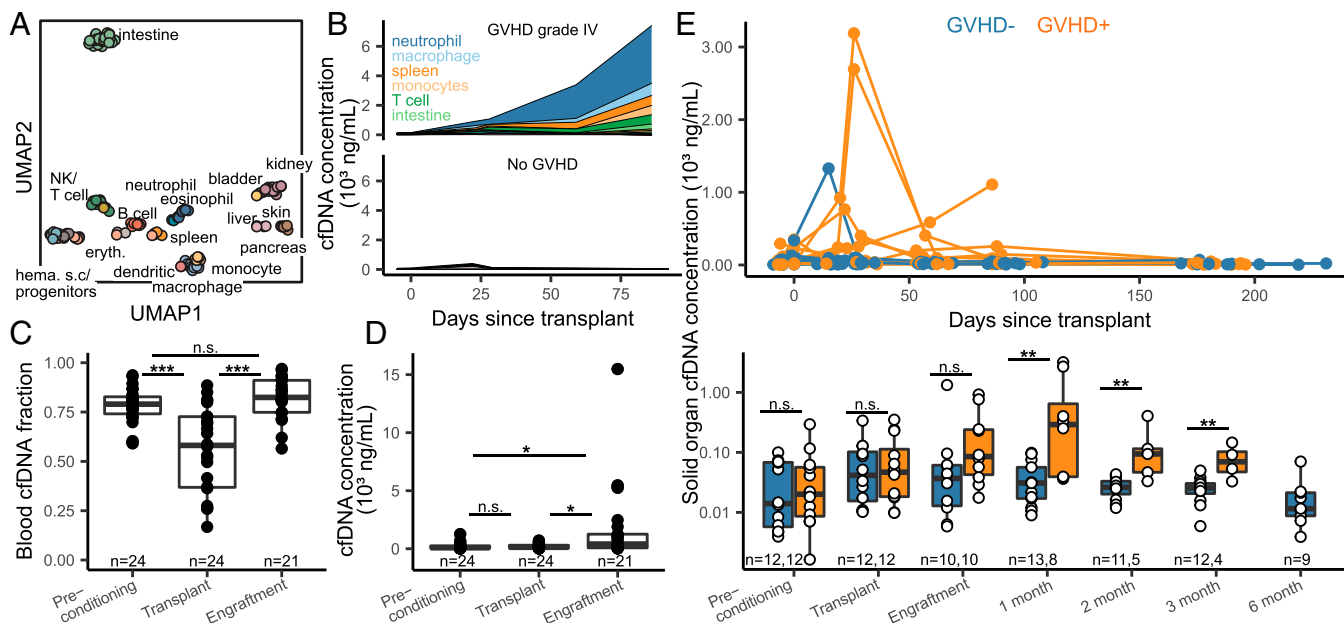 A
intestine
NK/
T cell
neutrophil
eosinophil
bladder
kidney
B cell
liver
skin
eryth.
spleen
pancreas
hema. s.c/
progenitors
dendritic
monocyte
macrophage
UMAP2
UMAP1
B
GVHD grade IV
neutrophil
macrophage
spleen
monocytes
T cell
intestine
6
4
2
0
No GVHD
6
4
2
0
0
25
50
75
cfDNA concentration
(10³ ng/mL)
Days since transplant
C
n.s.
***
***
1.00
0.75
0.50
0.25
0.00
Blood cfDNA fraction
n=24
n=24
n=21
Pre–
conditioning
Transplant
Engraftment
D
15
10
5
0
cfDNA concentration
(10³ ng/mL)
*
n.s.
*
n=24
n=24
n=21
Pre–
conditioning
Transplant
Engraftment
E
GVHD-
GVHD+
3.00
2.00
1.00
0.00
0
50
100
150
200
Days since transplant
Solid organ cfDNA concentration (10³ ng/mL)
1.00
0.10
0.01
n.s.
n.s.
n.s.
**
**
**
n=12,12
n=12,12
n=10,10
n=13,8
n=11,5
n=12,4
n=9
Pre–
conditioning
Transplant
Engraftment
1 month
2 month
3 month
6 month